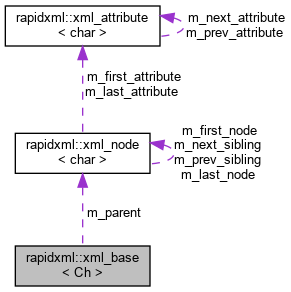 rapidxml::xml_attribute
< char >
m_next_attribute
m_prev_attribute
m_first_attribute
m_last_attribute
rapidxml::xml_node
< char >
m_first_node
m_next_sibling
m_prev_sibling
m_last_node
m_parent
rapidxml::xml_base
< Ch >